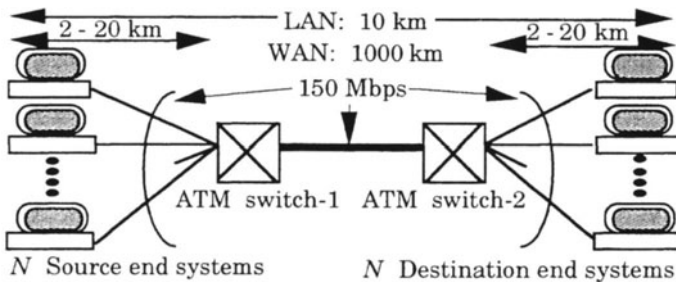 LAN: 10 km
2 - 20 km
2 - 20 km
WAN: 1000 km
150 Mbps
ATM switch-1
ATM switch-2
N Source end systems
N Destination end systems